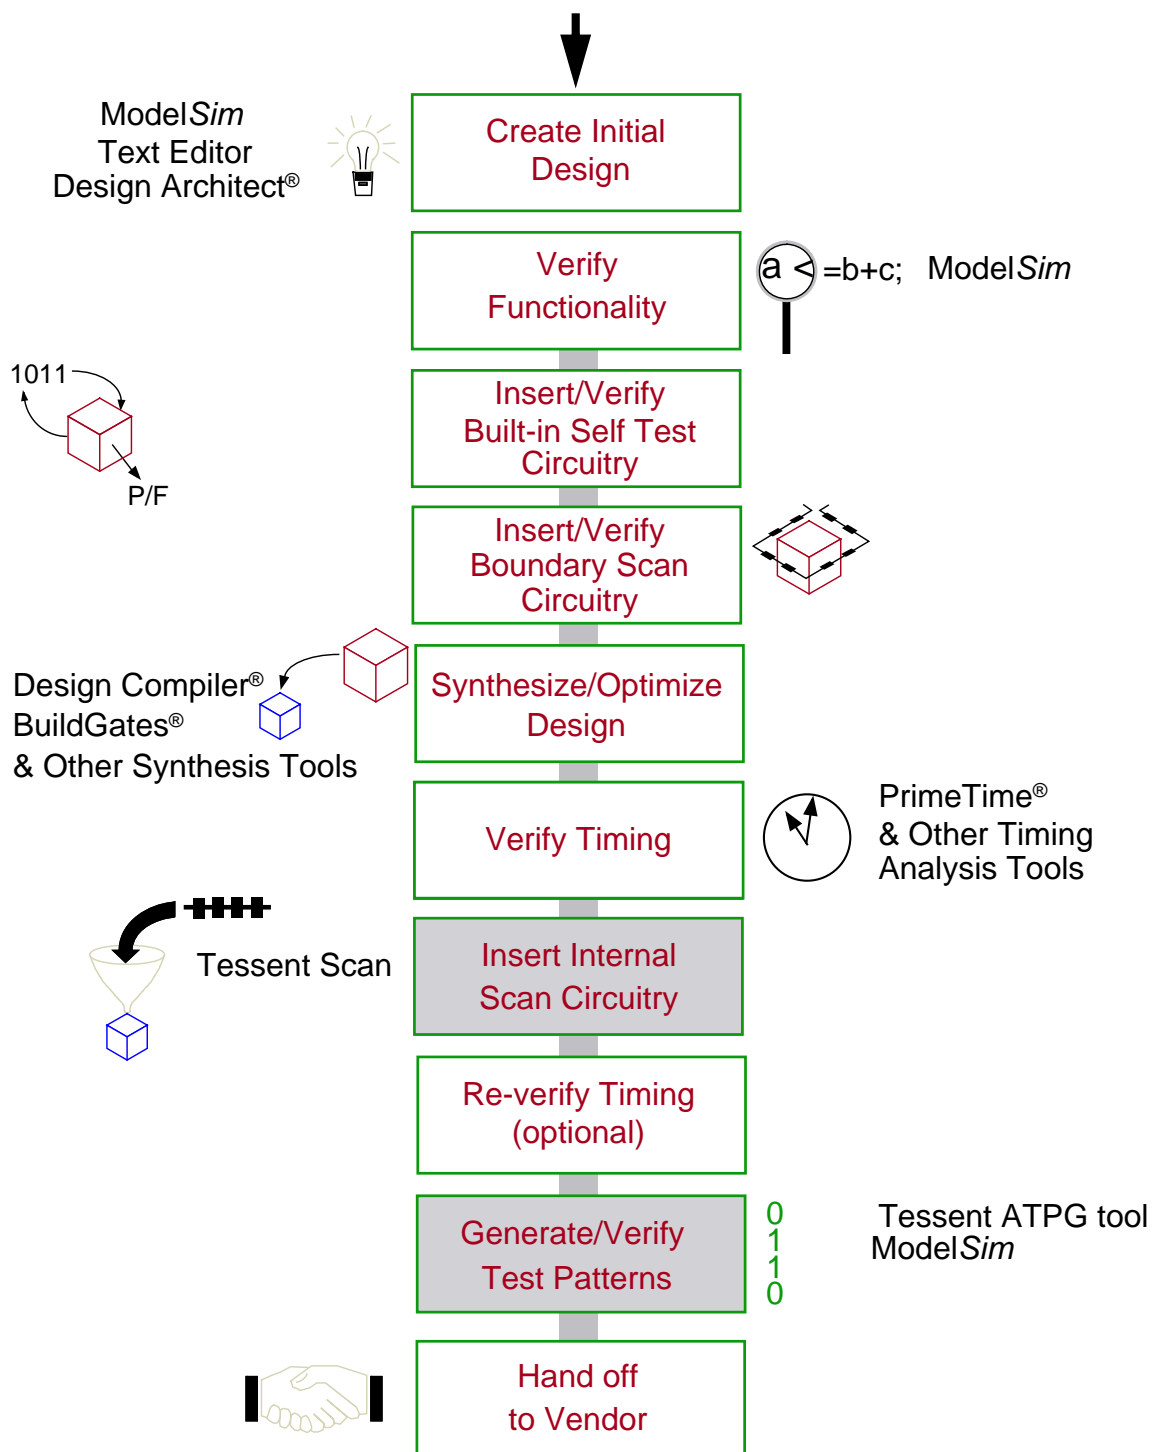 ModelSim
Text Editor
Design Architect®
Create Initial
Design
Verify
Functionality
a <=b+c;
ModelSim
1011
P/F
Insert/Verify
Built-in Self Test
Circuitry
Insert/Verify
Boundary Scan
Circuitry
Design Compiler®
BuildGates®
& Other Synthesis Tools
Synthesize/Optimize
Design
Verify Timing
PrimeTime®
& Other Timing
Analysis Tools
Tessent Scan
Insert Internal
Scan Circuitry
Re-verify Timing
(optional)
Generate/Verify
Test Patterns
0
1
1
0
Tessent ATPG tool
ModelSim
Hand off
to Vendor